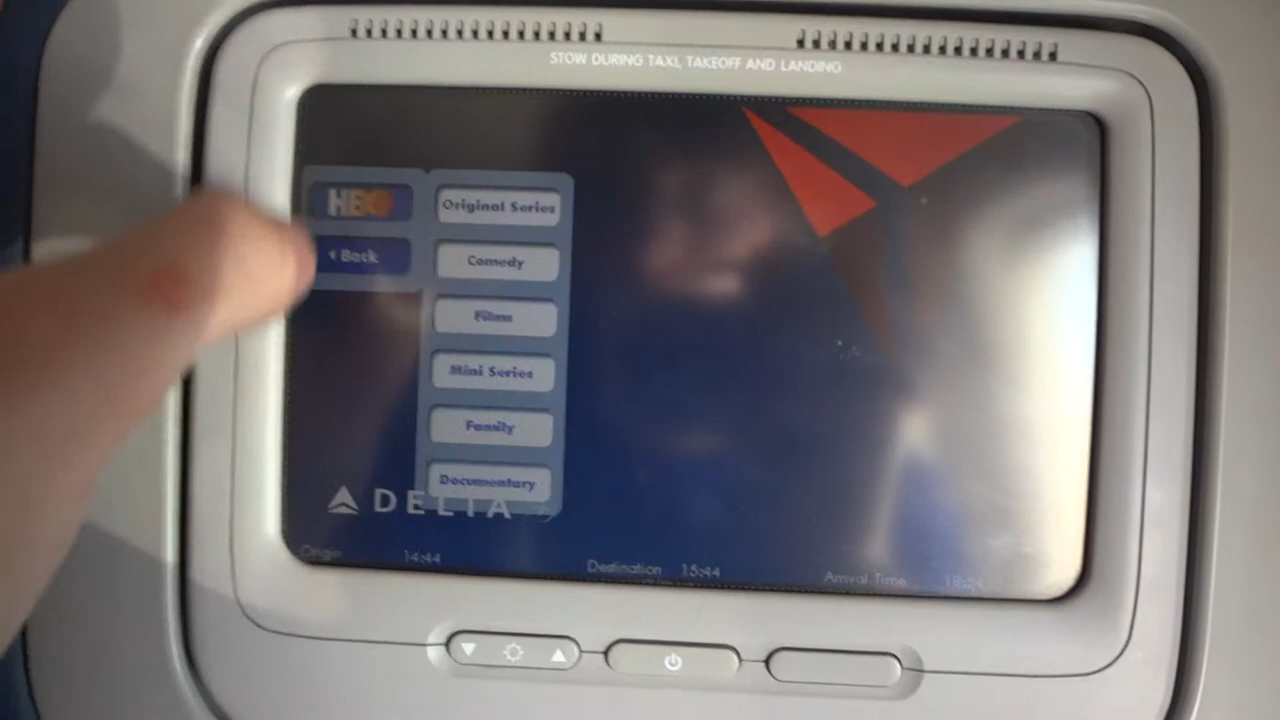 STOW DURING TAXI, TAKEOFF AND LANDING
HBO
Original Series
Back
Comedy
Films
Mini Series
Family
Documentary
DELTA
Origin 14:44 Destination 15:44 Arrival Time